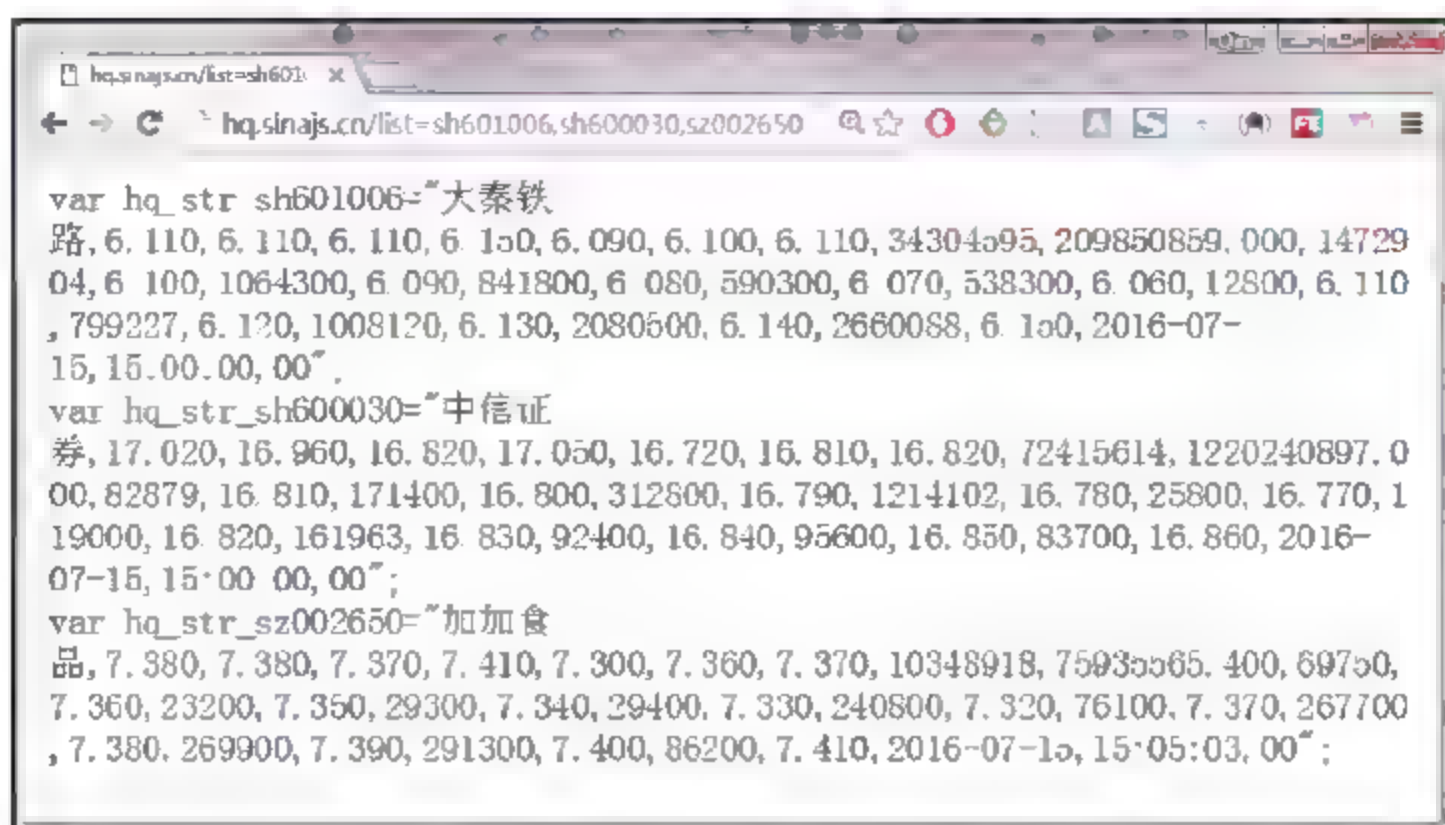 hq.sinajs.cn/list=sh601
hq.sinajs.cn/list=sh601006,sh600030,sz002650
var hq_str sh601006="大秦铁
路,6.110,6.110,6.110,6.150,6.090,6.100,6.110,34304595,209850859.000,14729
04,6.100,1064300,6.090,841800,6.080,590300,6.070,538300,6.060,12800,6.110
,799227,6.120,1008120,6.130,2080500,6.140,2660088,6.150,2016-07-
15,15:00:00,00";
var hq_str_sh600030="中信证
券,17.020,16.960,16.820,17.050,16.720,16.810,16.820,72415614,1220240897.0
00,82879,16.810,171400,16.800,312800,16.790,1214102,16.780,25800,16.770,1
19000,16.820,161963,16.830,92400,16.840,95600,16.850,83700,16.860,2016-
07-15,15:00:00,00";
var hq_str_sz002650="加加食
品,7.380,7.380,7.370,7.410,7.300,7.360,7.370,10348918,75935565.400,69750,
7.360,23200,7.350,29300,7.340,29400,7.330,240800,7.320,76100,7.370,267700
,7.380,269900,7.390,291300,7.400,86200,7.410,2016-07-15,15:05:03,00";